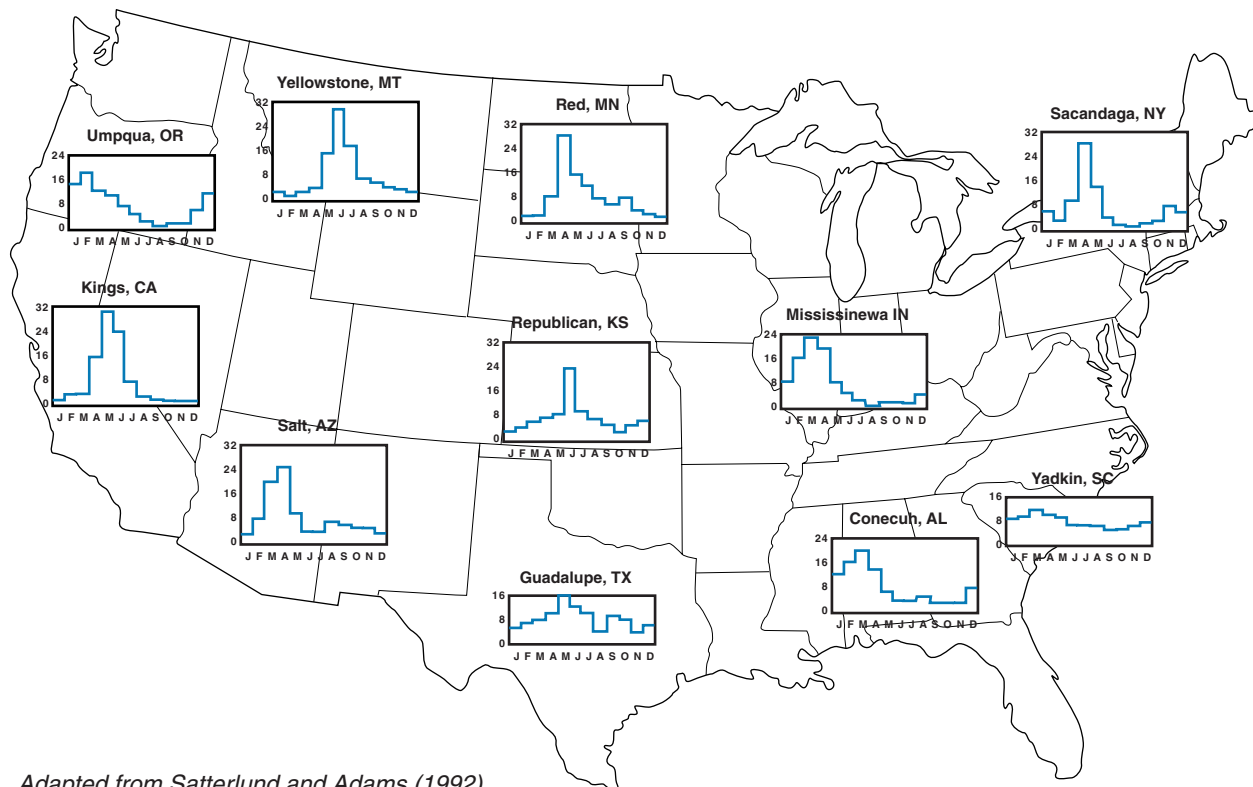 Yellowstone, MT
32
24
16
8
0
J F M A M J J A S O N D
Red, MN
32
24
16
8
0
J F M A M J J A S O N D
Sacandaga, NY
32
24
16
8
0
J F M A M J J A S O N D
Umpqua, OR
24
16
8
0
J F M A M J J A S O N D
Kings, CA
32
24
16
8
0
J F M A M J J A S O N D
Republican, KS
32
24
16
8
0
J F M A M J J A S O N D
Mississinewa IN
24
16
8
0
J F M A M J J A S O N D
Salt, AZ
32
24
16
8
0
J F M A M J J A S O N D
Yadkin, SC
16
8
0
J F M A M J J A S O N D
Conecuh, AL
24
16
8
0
J F M A M J J A S O N D
Guadalupe, TX
16
8
0
J F M A M J J A S O N D
Adapted from Satterlund and Adams (1992)